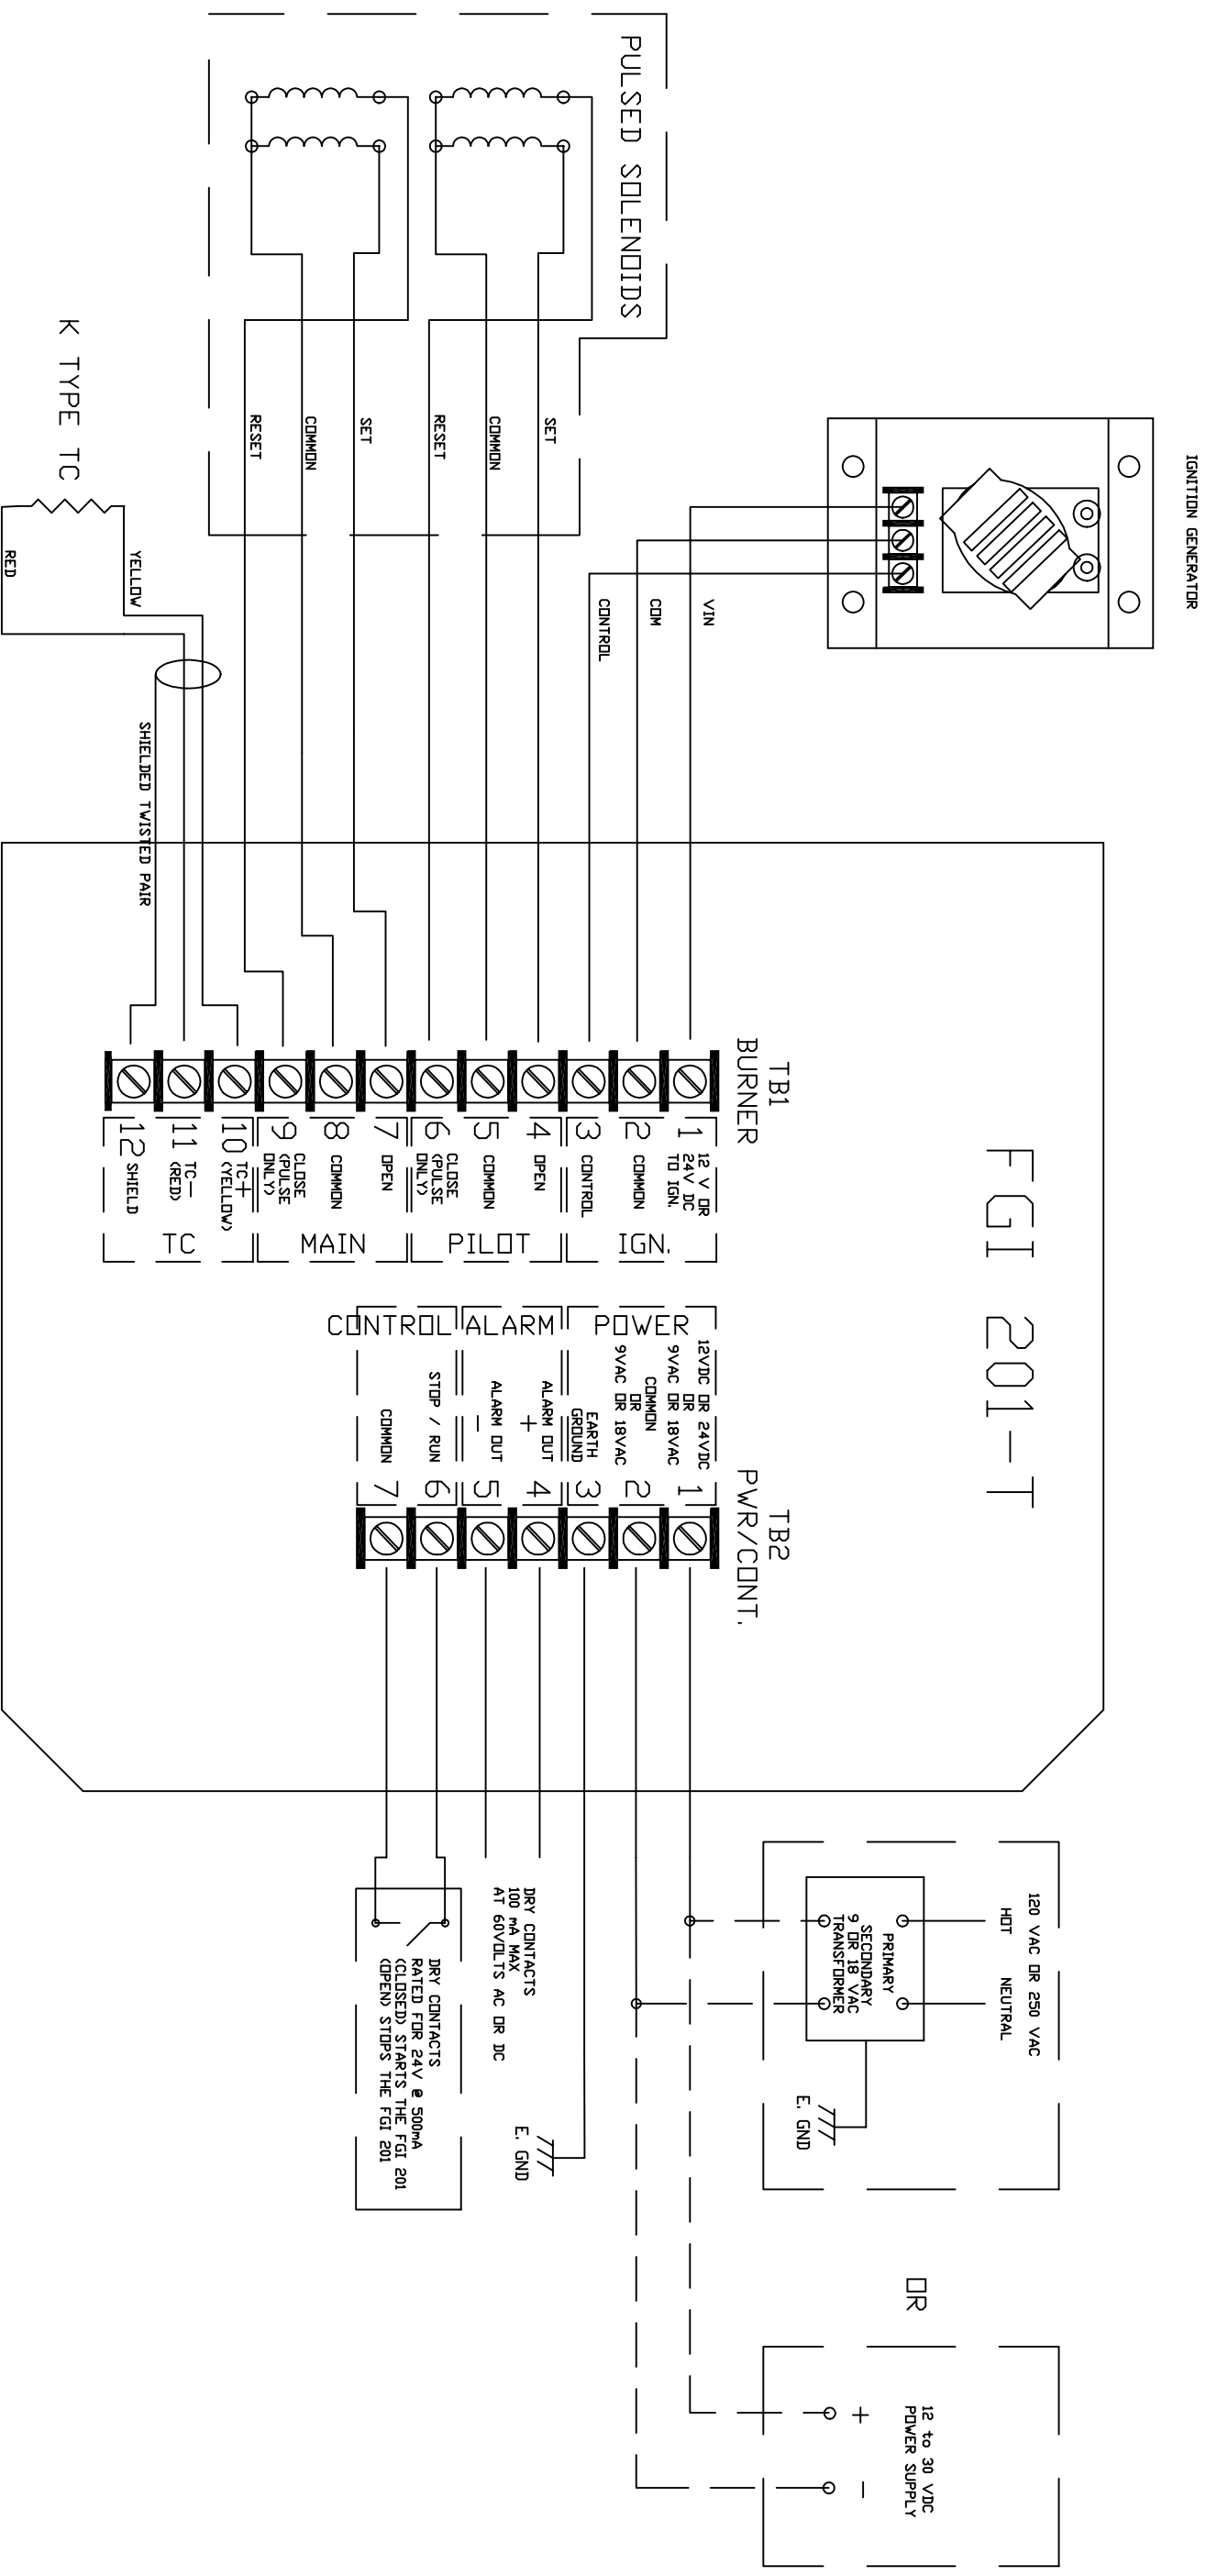 IGNITION GENERATOR
VIN
COM
CONTROL
PULSED SOLENOIDS
SET
COMMON
RESET
SET
COMMON
RESET
K TYPE TC
YELLOW
RED
SHIELDED TWISTED PAIR
FGI 201-T
TB1
BURNER
1
12 V OR
24V DC
TO IGN.
2
COMMON
3
CONTROL
IGN.
4
OPEN
5
COMMON
6
CLOSE
(PULSE
ONLY)
PILOT
7
OPEN
8
COMMON
9
CLOSE
(PULSE
ONLY)
MAIN
10
TC+
(YELLOW)
11
TC-
(RED)
12
SHIELD
TC
TB2
PWR/CONT.
POWER
12VDC OR 24VDC
OR
9VAC OR 18VAC
1
COMMON
OR
9VAC OR 18VAC
2
EARTH
GROUND
3
ALARM
ALARM OUT
+
4
ALARM OUT
-
5
CONTROL
STOP / RUN
6
COMMON
7
120 VAC OR 250 VAC
HOT NEUTRAL
PRIMARY
SECONDARY
9 OR 18 VAC
TRANSFORMER
E. GND
OR
12 to 30 VDC
POWER SUPPLY
+ -
E. GND
DRY CONTACTS
100 mA MAX
AT 60VOLTS AC OR DC
DRY CONTACTS
RATED FOR 24V @ 500mA
(CLOSED) STARTS THE FGI 201
(OPEN) STOPS THE FGI 201